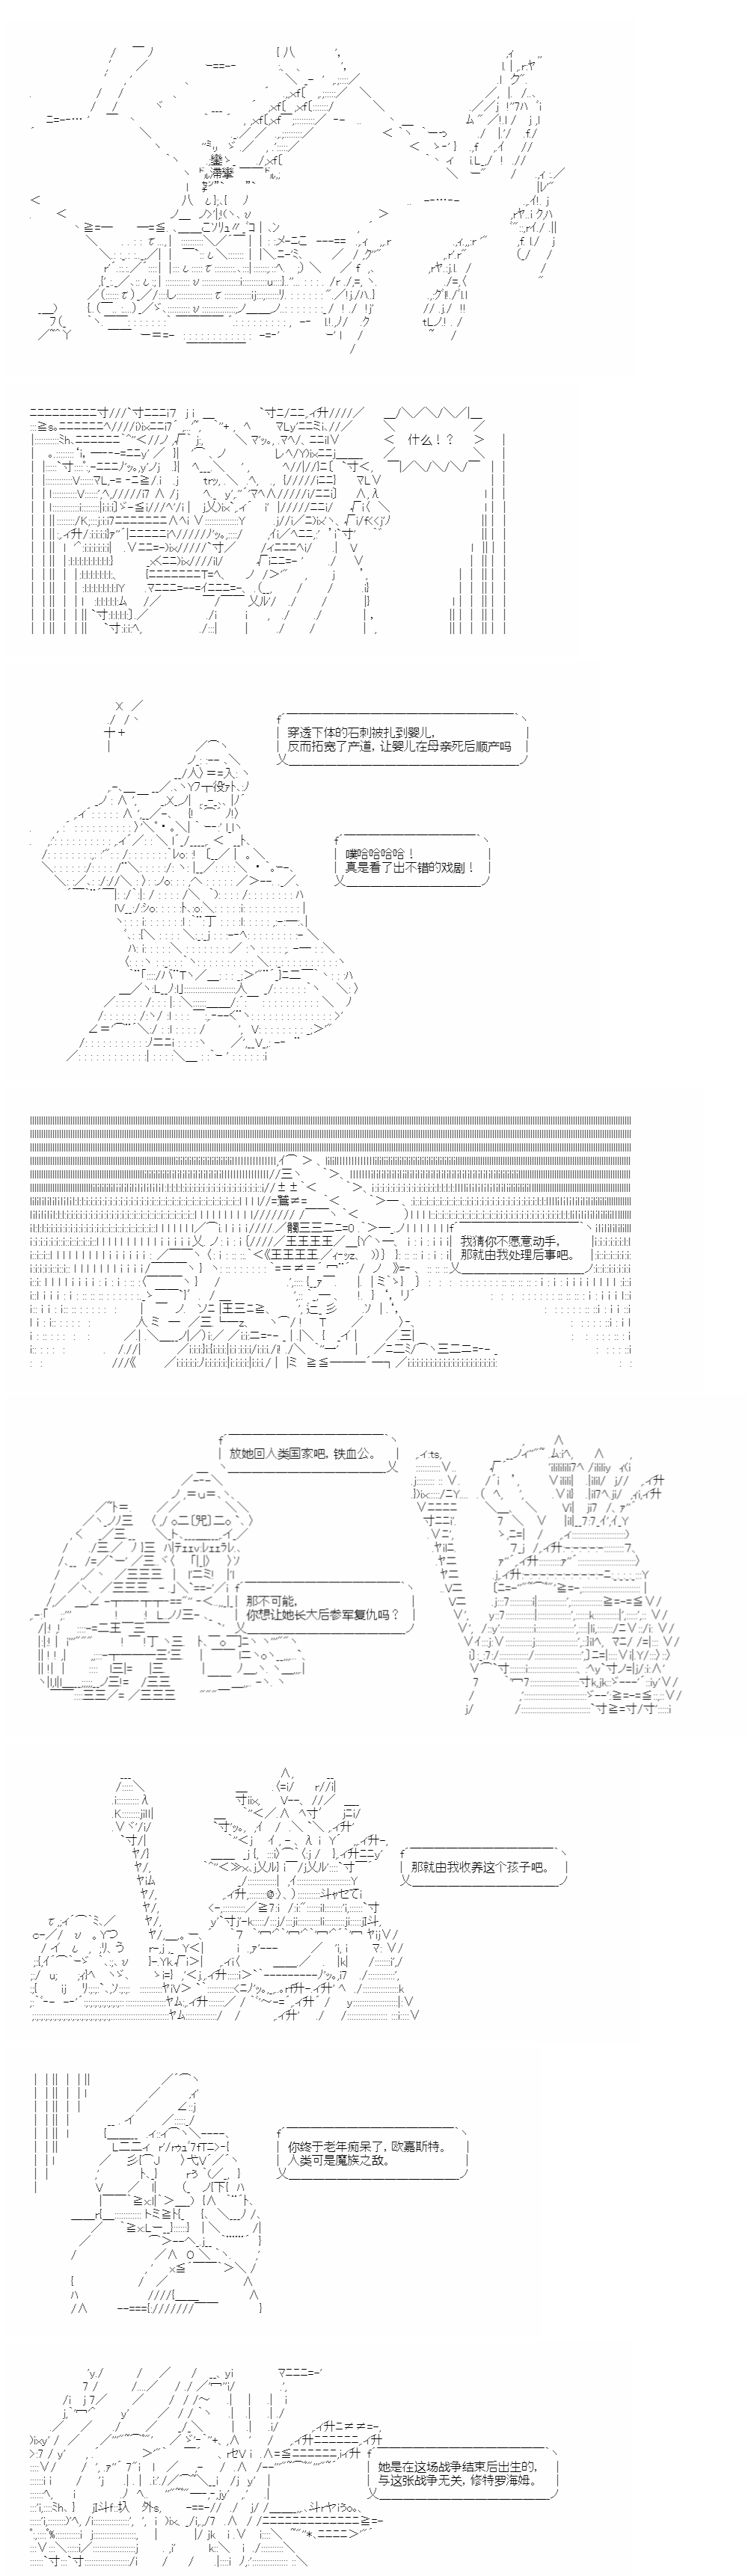 什么！？
穿透下体的石刺被扎到婴儿，
反而拓宽了产道，让婴儿在母亲死后顺产吗
噗哈哈哈哈！
真是看了出不错的戏剧！
我猜你不愿意动手，
那就由我处理后事吧。
放她回人类国家吧，铁血公。
那不可能，
你想让她长大后参军复仇吗？
那就由我收养这个孩子吧。
你终于老年痴呆了，欧嘉斯特。
人类可是魔族之敌。
她是在这场战争结束后出生的，
与这张战争无关，修特罗海姆。